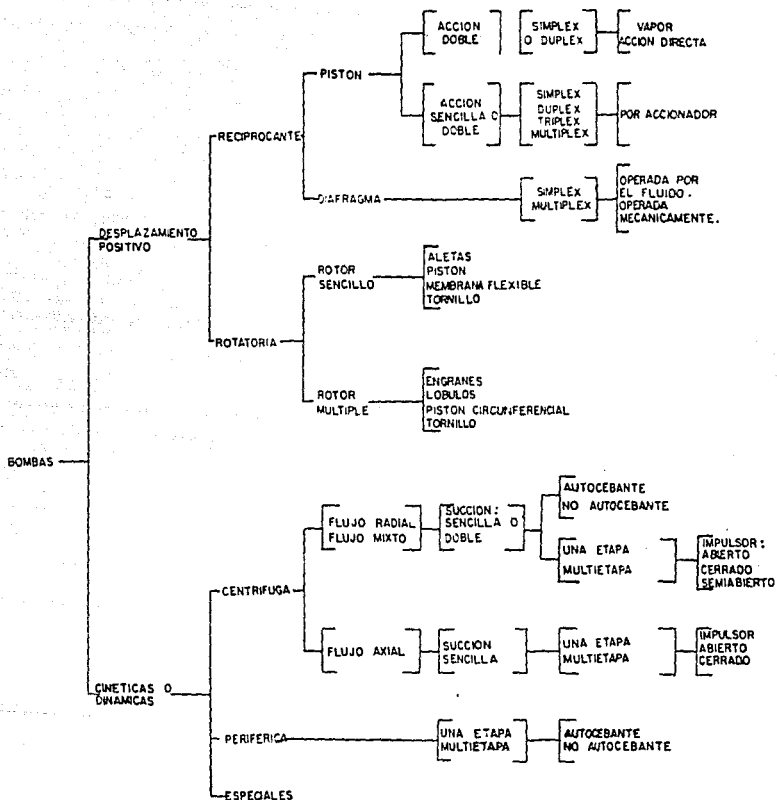 ACCION
DOBLE
SIMPLEX
O DUPLEX
VAPOR
ACCION DIRECTA
PISTON
ACCION
SENCILLA O
DOBLE
SIMPLEX
DUPLEX
TRIPLEX
MULTIPLEX
POR ACCIONADOR
RECIPROCANTE
DIAFRAGMA
SIMPLEX
MULTIPLEX
OPERADA POR
EL FLUIDO.
OPERADA
MECANICAMENTE.
DESPLAZAMIENTO
POSITIVO
ROTOR
SENCILLO
ALETAS
PISTON
MEMBRANA FLEXIBLE
TORNILLO
ROTATORIA
ROTOR
MULTIPLE
ENGRANES
LOBULOS
PISTON CIRCUNFERENCIAL
TORNILLO
BOMBAS
FLUJO RADIAL
FLUJO MIXTO
SUCCION:
SENCILLA O
DOBLE
AUTOCEBANTE
NO AUTOCEBANTE
UNA ETAPA
MULTIETAPA
IMPULSOR:
ABIERTO
CERRADO
SEMIABIERTO
CENTRIFUGA
FLUJO AXIAL
SUCCION
SENCILLA
UNA ETAPA
MULTIETAPA
IMPULSOR
ABIERTO
CERRADO
CINETICAS O
DINAMICAS
PERIFERICA
UNA ETAPA
MULTIETAPA
AUTOCEBANTE
NO AUTOCEBANTE
ESPECIALES